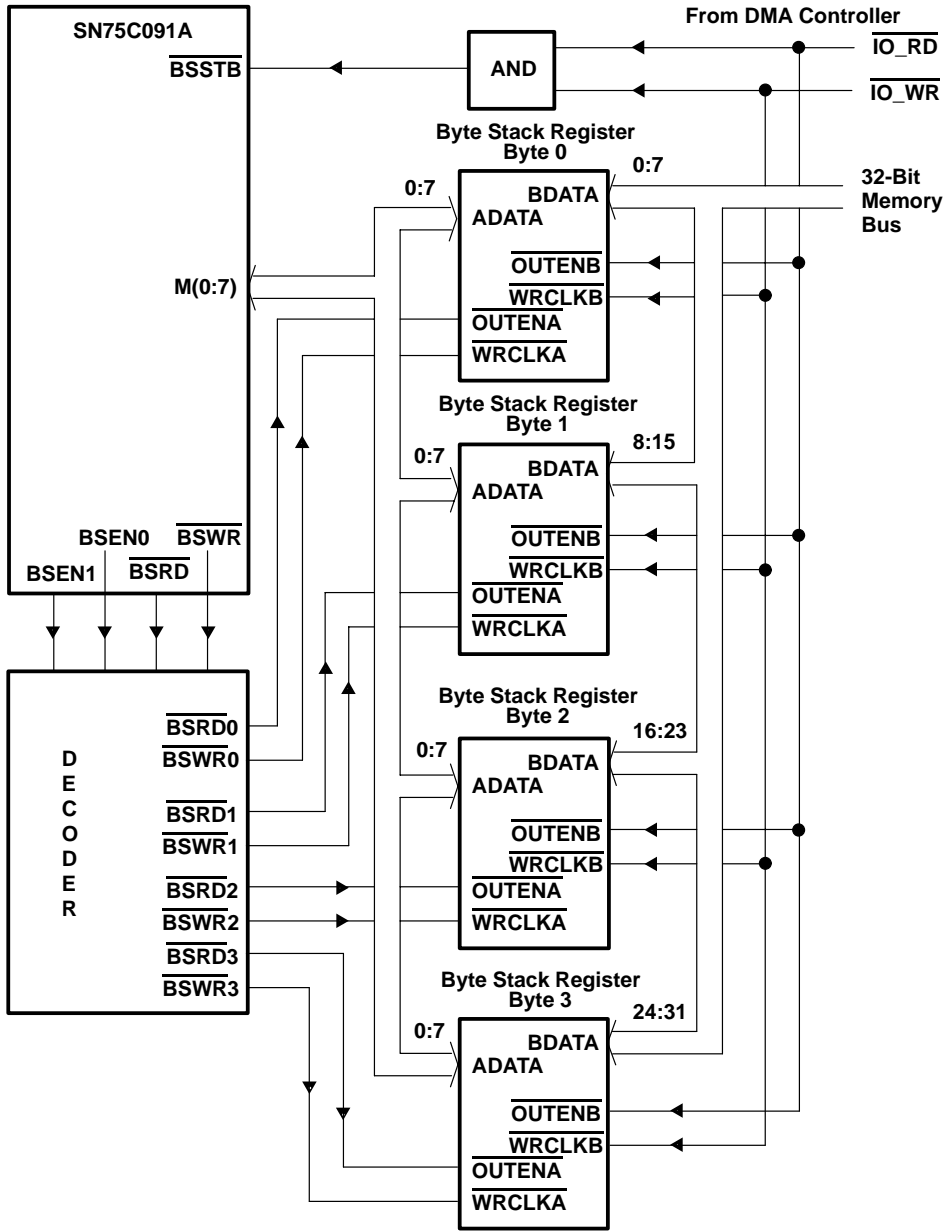 From DMA Controller
SN75C091A
BSSTB
AND
IO_RD
IO_WR
Byte Stack Register
Byte 0
0:7
BDATA
ADATA
0:7
32-Bit
Memory
Bus
M(0:7)
OUTENB
WRCLKB
OUTENA
WRCLKA
Byte Stack Register
Byte 1
0:7
BDATA
ADATA
8:15
OUTENB
WRCLKB
OUTENA
WRCLKA
BSEN1
BSEN0
BSRD
BSWR
DECODER
BSRD0
BSWR0
BSRD1
BSWR1
BSRD2
BSWR2
BSRD3
BSWR3
Byte Stack Register
Byte 2
0:7
BDATA
ADATA
16:23
OUTENB
WRCLKB
OUTENA
WRCLKA
Byte Stack Register
Byte 3
0:7
BDATA
ADATA
24:31
OUTENB
WRCLKB
OUTENA
WRCLKA